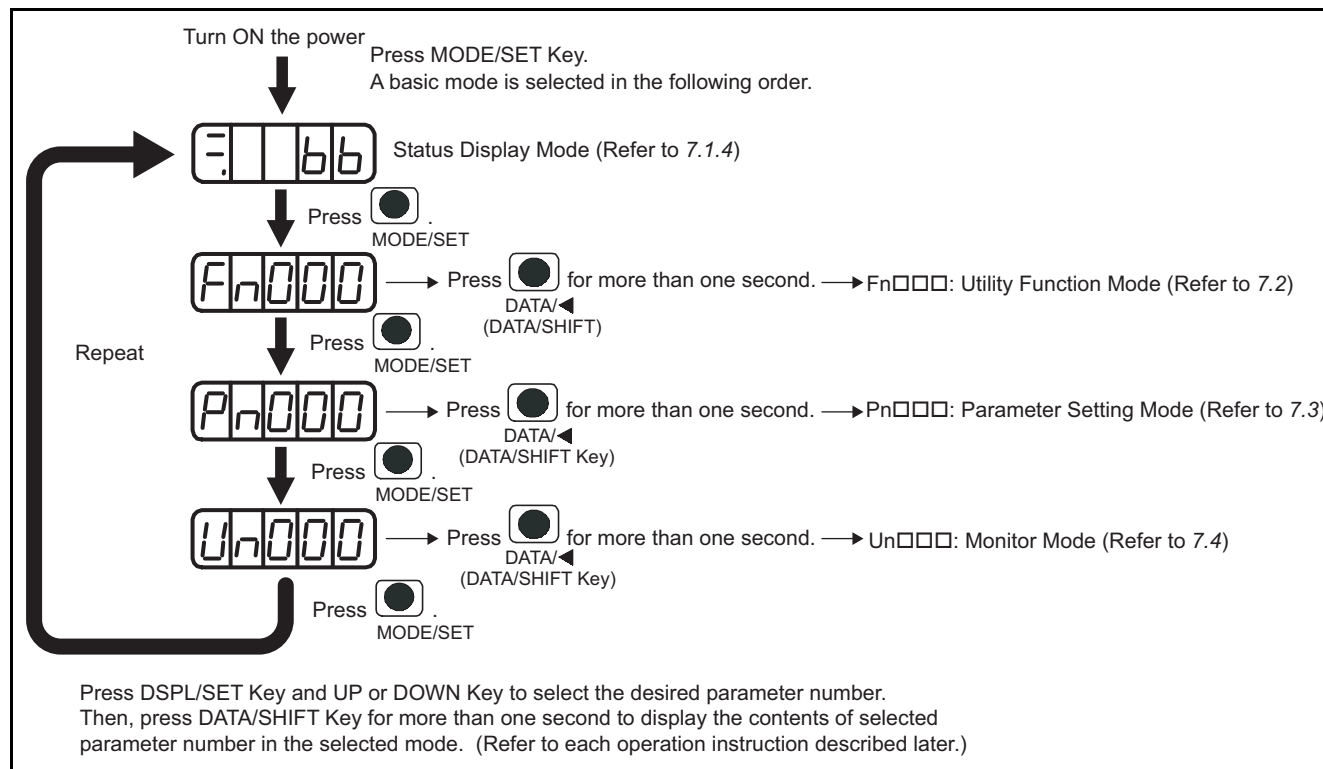 Turn ON the power
Press MODE/SET Key.
A basic mode is selected in the following order.
bb
Status Display Mode (Refer to 7.1.4)
Press .
MODE/SET
Fn000
Press for more than one second.
DATA/◀
(DATA/SHIFT)
Fn□□□: Utility Function Mode (Refer to 7.2)
Press .
MODE/SET
Repeat
Pn000
Press for more than one second.
DATA/◀
(DATA/SHIFT Key)
Pn□□□: Parameter Setting Mode (Refer to 7.3)
Press .
MODE/SET
Un000
Press for more than one second.
DATA/◀
(DATA/SHIFT Key)
Un□□□: Monitor Mode (Refer to 7.4)
Press .
MODE/SET
Press DSPL/SET Key and UP or DOWN Key to select the desired parameter number.
Then, press DATA/SHIFT Key for more than one second to display the contents of selected
parameter number in the selected mode. (Refer to each operation instruction described later.)